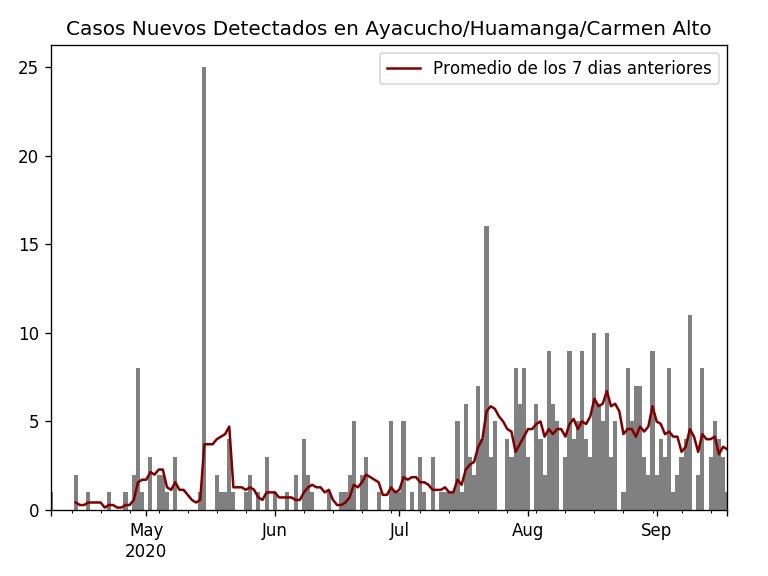 Casos Nuevos Detectados en Ayacucho/Huamanga/Carmen Alto
Promedio de los 7 dias anteriores
25
20
15
10
5
0
May
2020
Jun
Jul
Aug
Sep